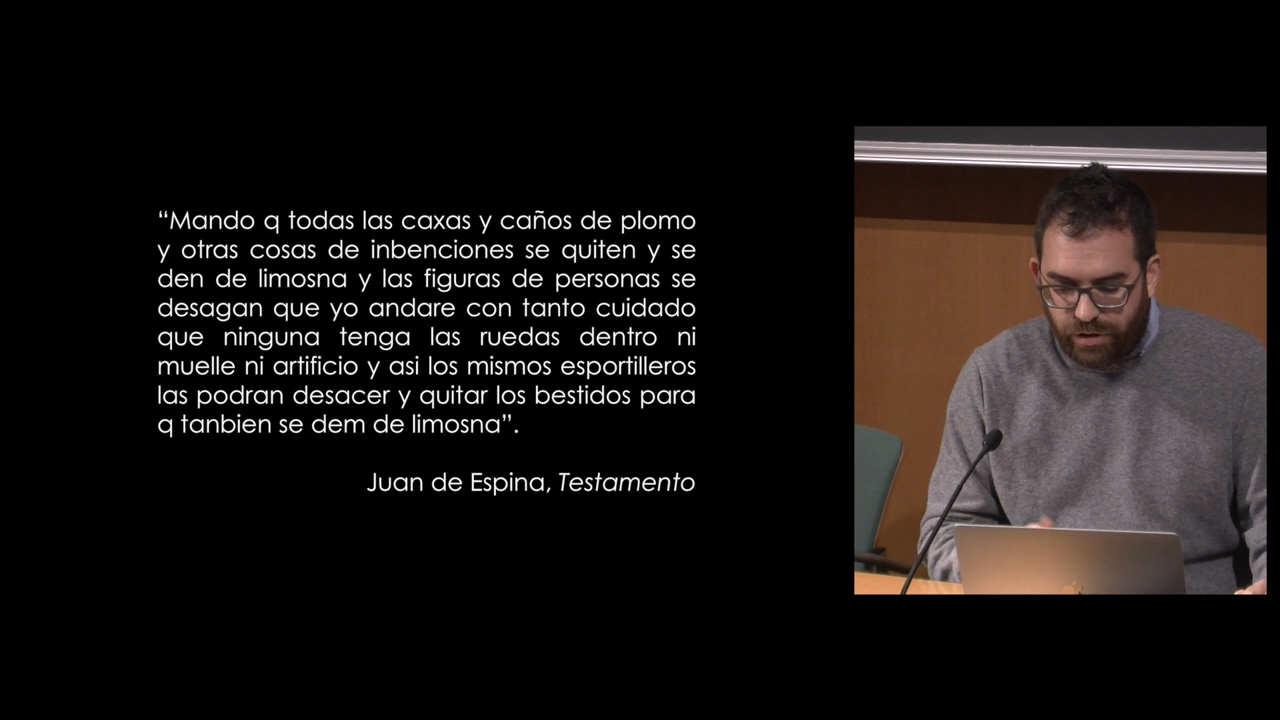 “Mando q todas las caxas y caños de plomo
y otras cosas de inbenciones se quiten y se
den de limosna y las figuras de personas se
desagan que yo andare con tanto cuidado
que ninguna tenga las ruedas dentro ni
muelle ni artificio y asi los mismos esportilleros
las podran desacer y quitar los bestidos para
q tanbien se dem de limosna”.
Juan de Espina, Testamento